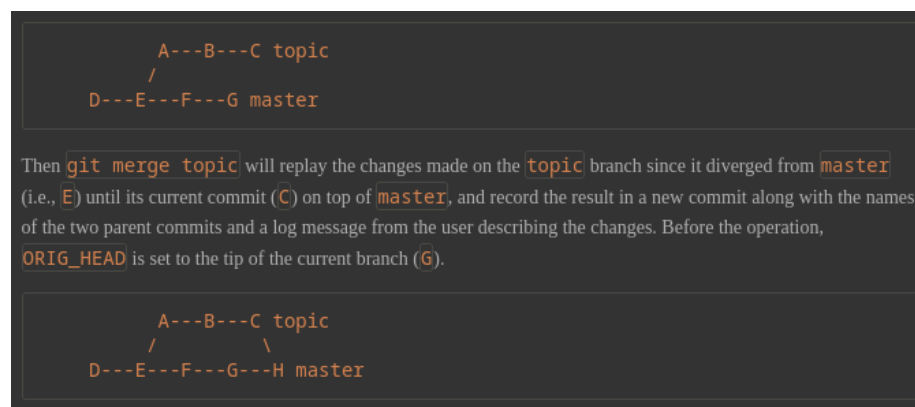 A---B---C topic
/
D---E---F---G master
Then git merge topic will replay the changes made on the topic branch since it diverged from master
(i.e., E) until its current commit (C) on top of master, and record the result in a new commit along with the names
of the two parent commits and a log message from the user describing the changes. Before the operation,
ORIG_HEAD is set to the tip of the current branch (G).
A---B---C topic
/ \
D---E---F---G---H master